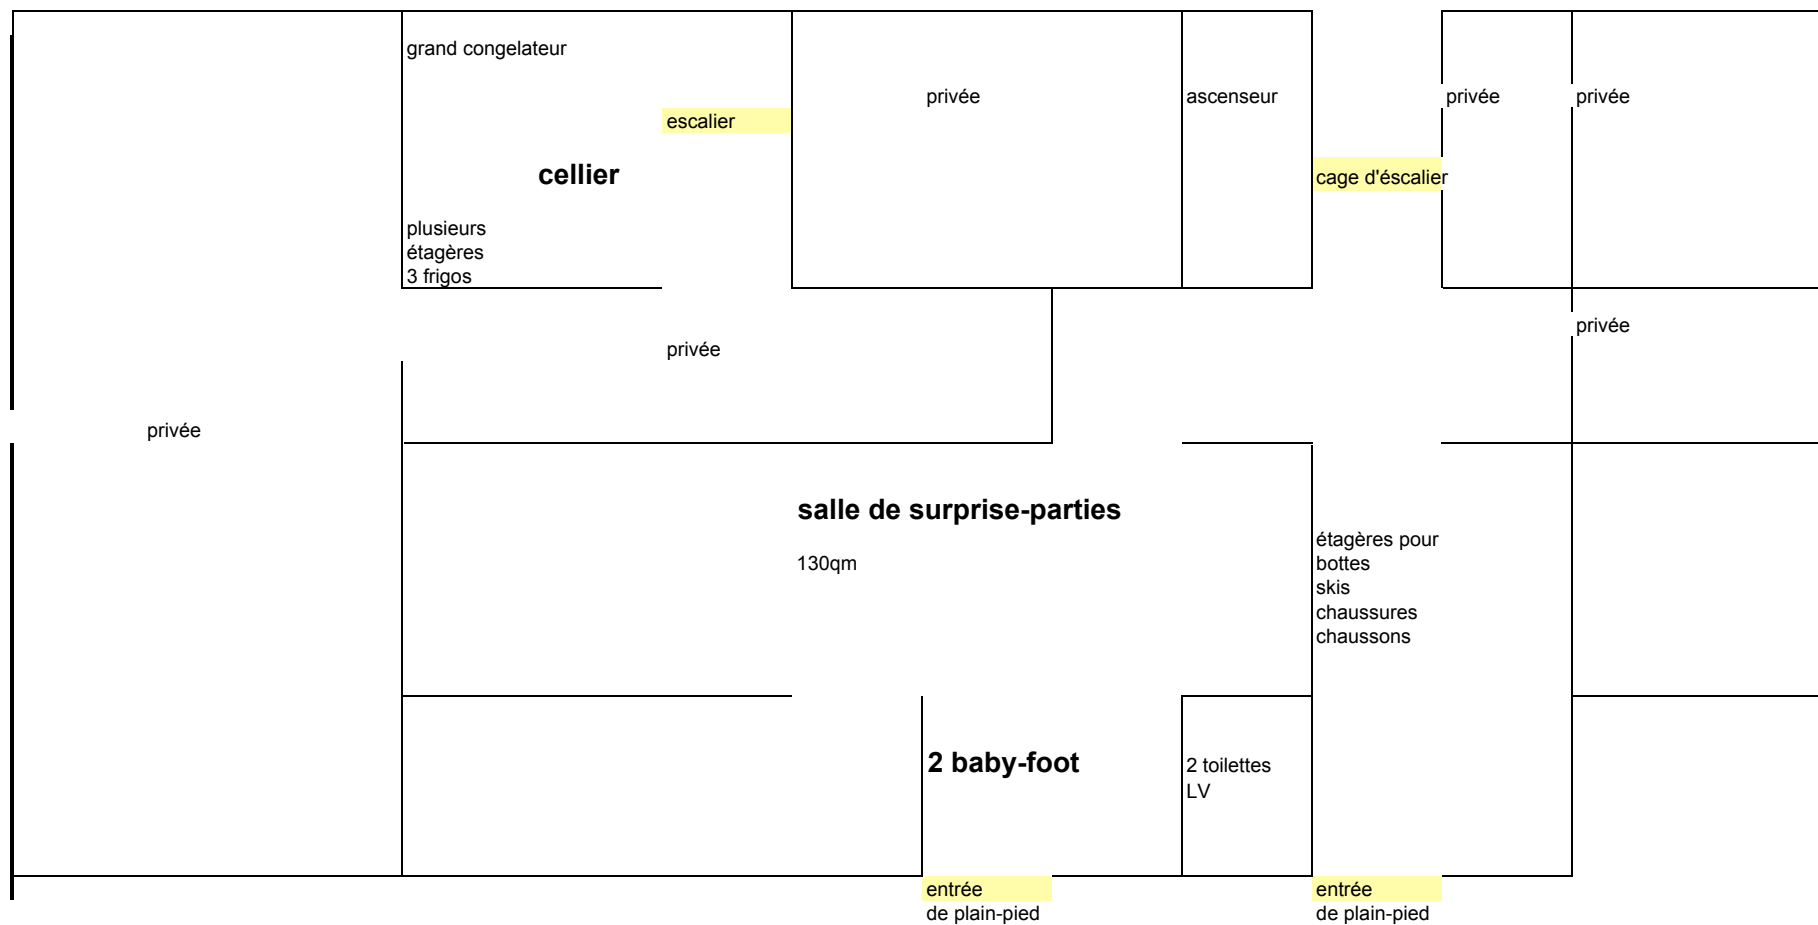 grand congelateur
privée
ascenseur
privée
privée
escalier
cellier
cage d'éscalier
plusieurs
étagères
3 frigos
privée
privée
privée
salle de surprise-parties
130qm
étagères pour
bottes
skis
chaussures
chaussons
2 baby-foot
2 toilettes
LV
entrée
de plain-pied
entrée
de plain-pied